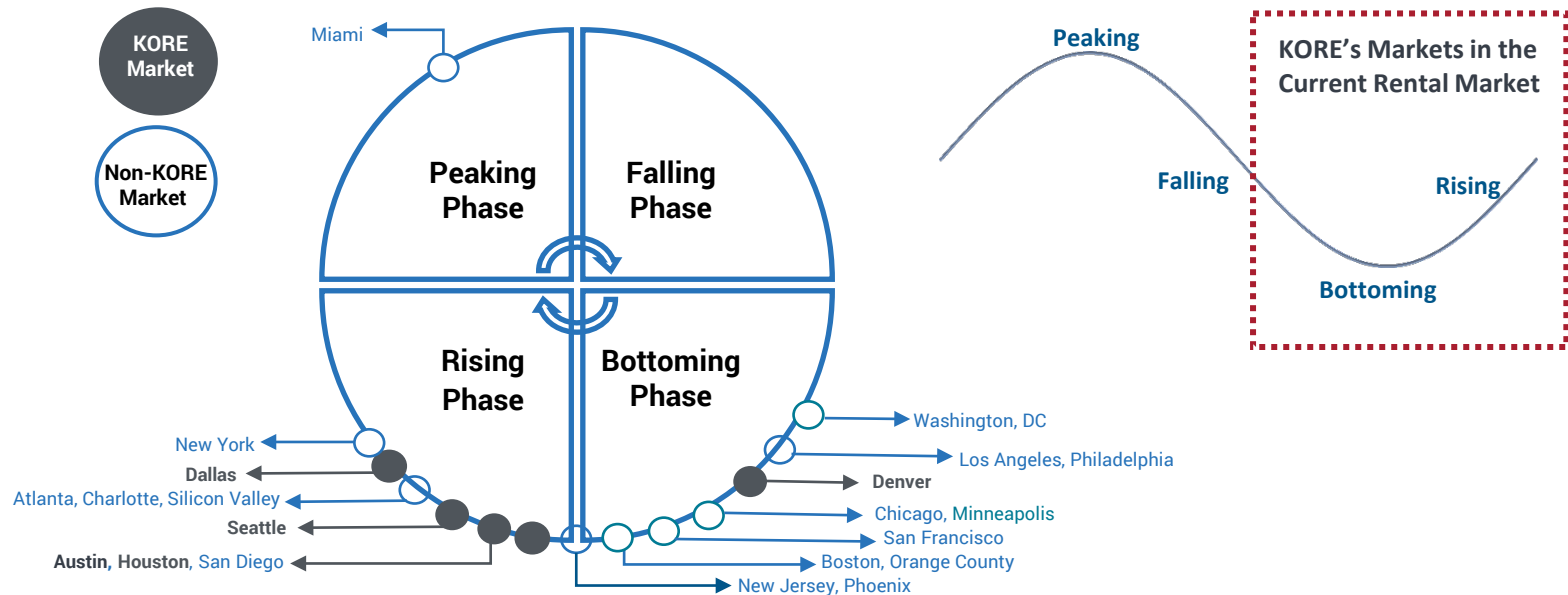 KORE
Market
Non-KORE
Market
Miami
Peaking
Phase
Falling
Phase
Rising
Phase
Bottoming
Phase
New York
Dallas
Atlanta, Charlotte, Silicon Valley
Seattle
Austin, Houston, San Diego
Washington, DC
Los Angeles, Philadelphia
Denver
Chicago, Minneapolis
San Francisco
Boston, Orange County
New Jersey, Phoenix
Peaking
Falling
Bottoming
Rising
KORE’s Markets in the
Current Rental Market